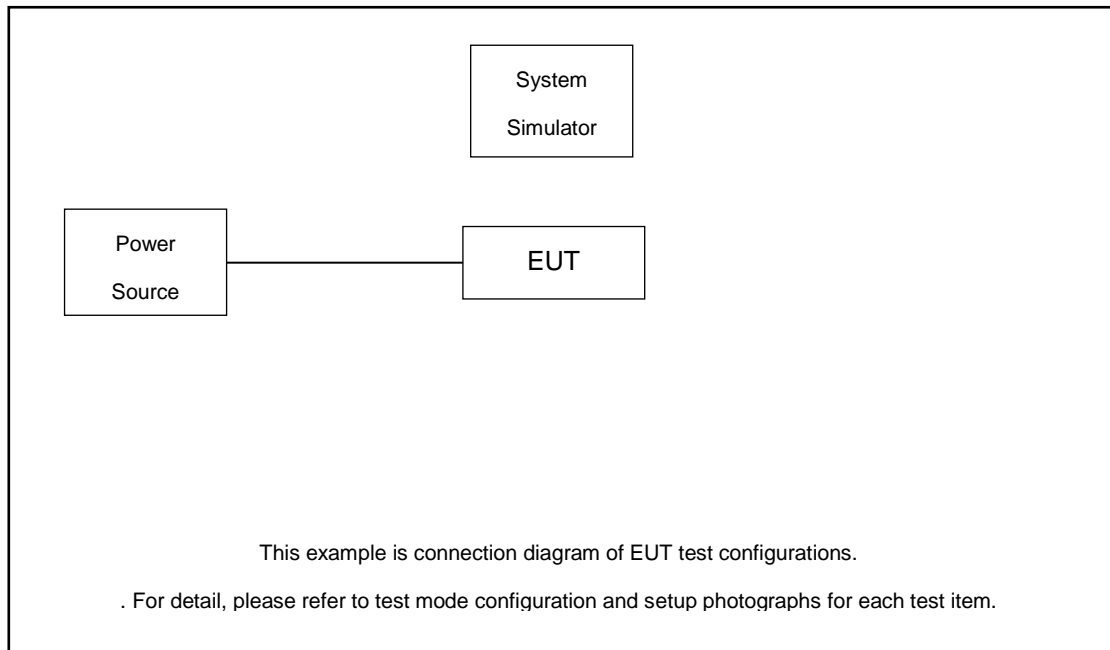 System
Simulator
Power
Source
EUT
This example is connection diagram of EUT test configurations.
. For detail, please refer to test mode configuration and setup photographs for each test item.